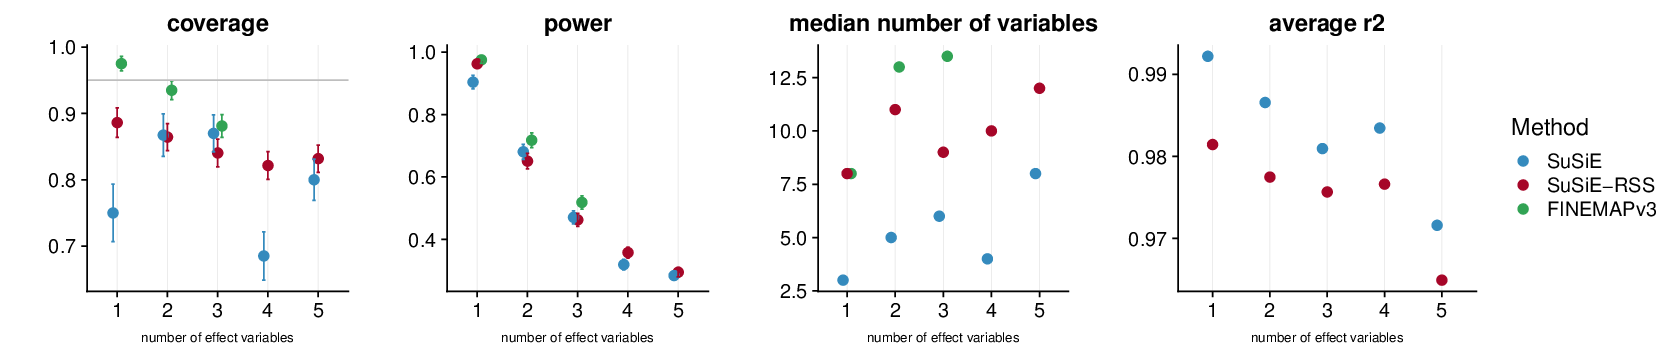 coverage
1.0
0.9
0.8
0.7
1 2 3 4 5
number of effect variables
power
1.0
0.8
0.6
0.4
1 2 3 4 5
number of effect variables
median number of variables
12.5
10.0
7.5
5.0
2.5
1 2 3 4 5
number of effect variables
average r2
0.99
0.98
0.97
1 2 3 4 5
number of effect variables
Method
SuSiE
SuSiE−RSS
FINEMAPv3